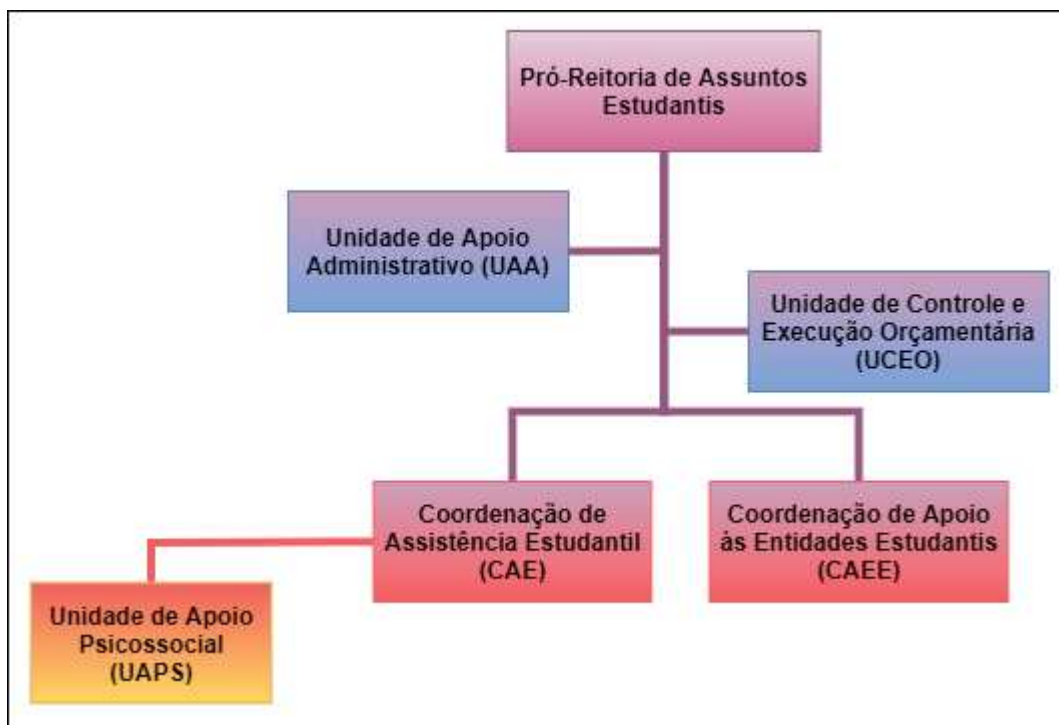 Pró-Reitoria de Assuntos
Estudantis
Unidade de Apoio
Administrativo (UAA)
Unidade de Controle e
Execução Orçamentária
(UCEO)
Coordenação de
Assistência Estudantil
(CAE)
Coordenação de Apoio
às Entidades Estudantis
(CAEE)
Unidade de Apoio
Psicossocial
(UAPS)